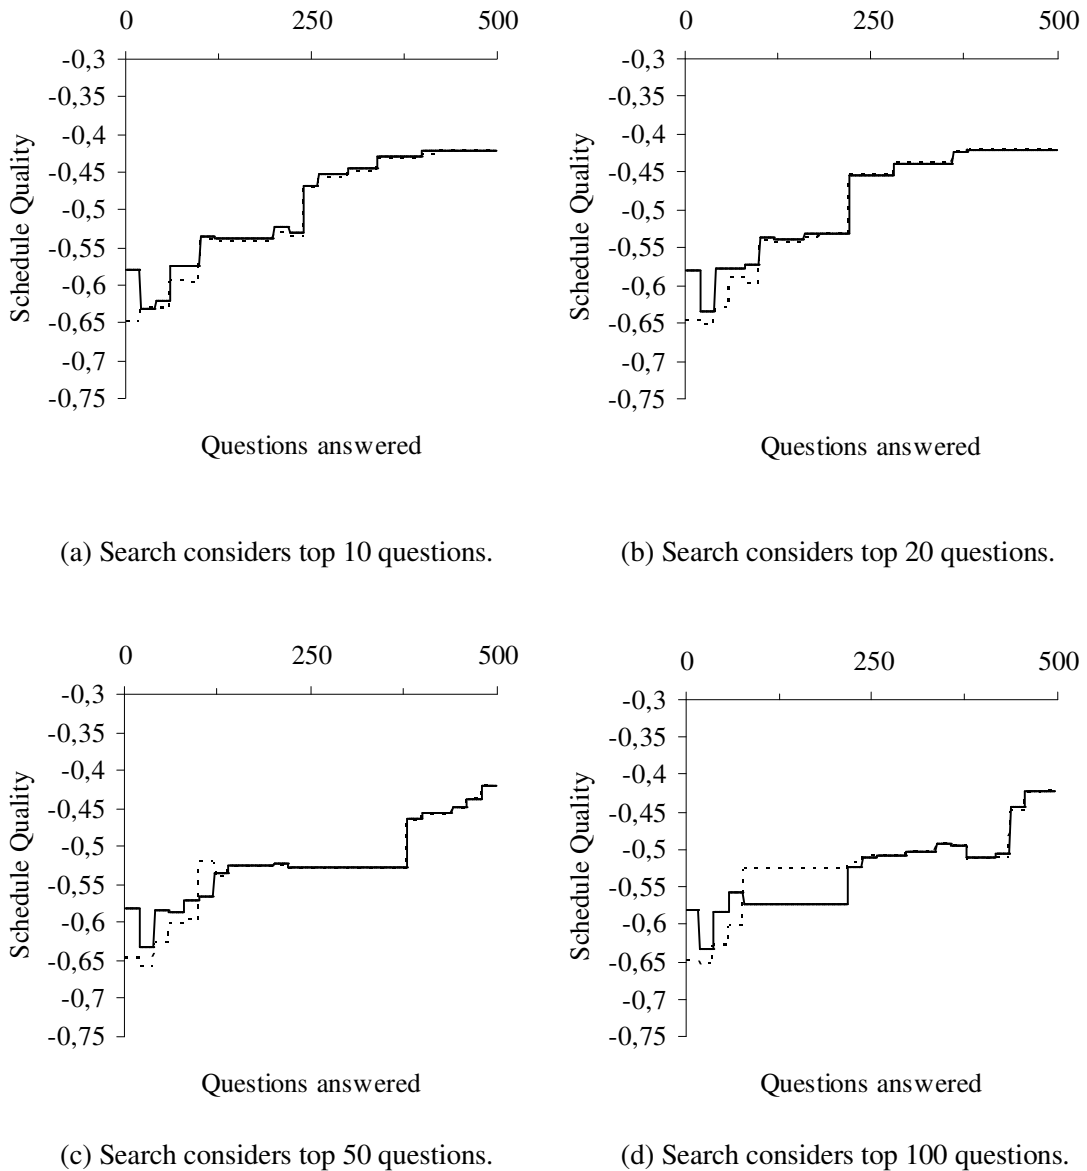 0 250 500
-0,3
-0,35
-0,4
-0,45
-0,5
-0,55
-0,6
-0,65
-0,7
-0,75
Schedule Quality
Questions answered
(a) Search considers top 10 questions.
0 250 500
-0,3
-0,35
-0,4
-0,45
-0,5
-0,55
-0,6
-0,65
-0,7
-0,75
Schedule Quality
Questions answered
(b) Search considers top 20 questions.
0 250 500
-0,3
-0,35
-0,4
-0,45
-0,5
-0,55
-0,6
-0,65
-0,7
-0,75
Schedule Quality
Questions answered
(c) Search considers top 50 questions.
0 250 500
-0,3
-0,35
-0,4
-0,45
-0,5
-0,55
-0,6
-0,65
-0,7
-0,75
Schedule Quality
Questions answered
(d) Search considers top 100 questions.